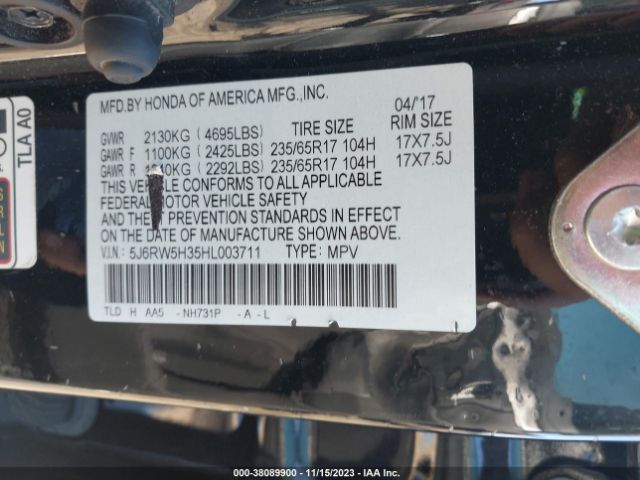 MFD.BY HONDA OF AMERICA MFG.,INC.
04/'17
TIRE SIZE RIM SIZE
GVWR 2130KG (4695LBS)
GAWR F 1100KG (2425LBS) 235/65R17 104H 17X7.5J
GAWR R 40KG (2292LBS) 235/65R17 104H 17X7.5J
THIS VEHICLE CONFORMS TO ALL APPLICABLE
FEDERAL MOTOR VEHICLE SAFETY
AND THEFT PREVENTION STANDARDS IN EFFECT
ON THE DATE OF MANUFACTURE SHOWN ABOVE.
V.I.N.: 5J6RW5H35HL003711 TYPE: MPV
TLD H AA5 -NH731P -A -L
TLA A0
000-38089900 - 11/15/2023 - IAA Inc.